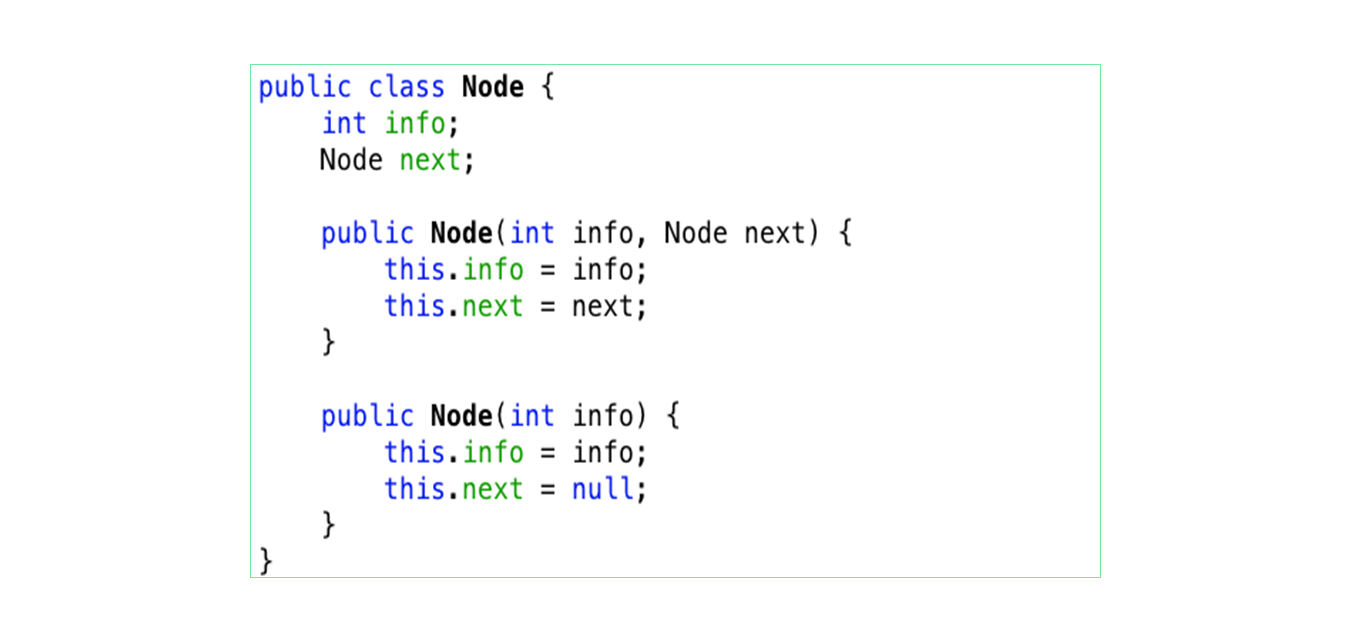 public class Node {
    int info;
    Node next;

    public Node(int info, Node next) {
        this.info = info;
        this.next = next;
    }

    public Node(int info) {
        this.info = info;
        this.next = null;
    }
}